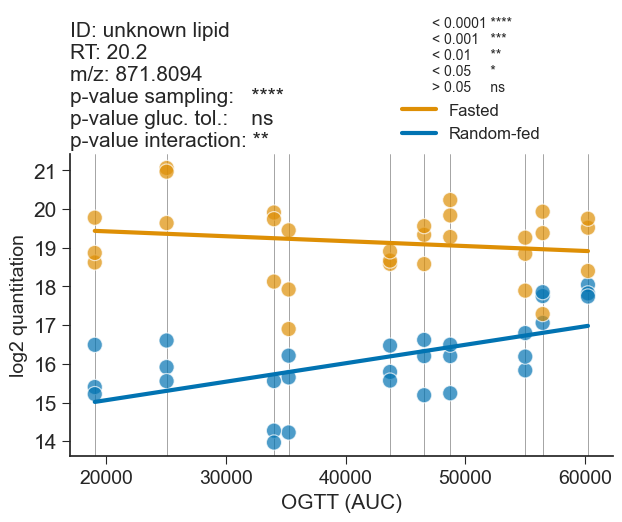 ID: unknown lipid
RT: 20.2
m/z: 871.8094
p-value sampling: ****
p-value gluc. tol.: ns
p-value interaction: **
< 0.0001 ****
< 0.001 ***
< 0.01 **
< 0.05 *
> 0.05 ns
Fasted
Random-fed
log2 quantitation
21
20
19
18
17
16
15
14
20000 30000 40000 50000 60000
OGTT (AUC)